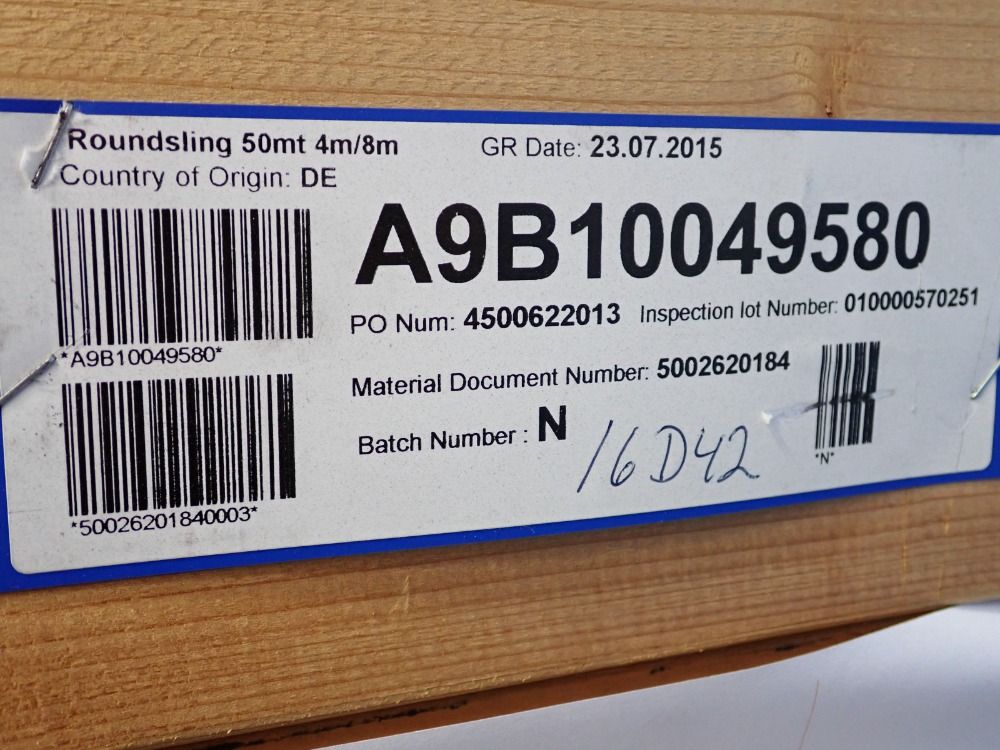 Roundsling 50mt 4m/8m
GR Date: 23.07.2015
Country of Origin: DE
A9B10049580
*A9B10049580*
PO Num: 4500622013
Inspection lot Number: 010000570251
Material Document Number: 5002620184
Batch Number : N
16D42
*N*
*50026201840003*